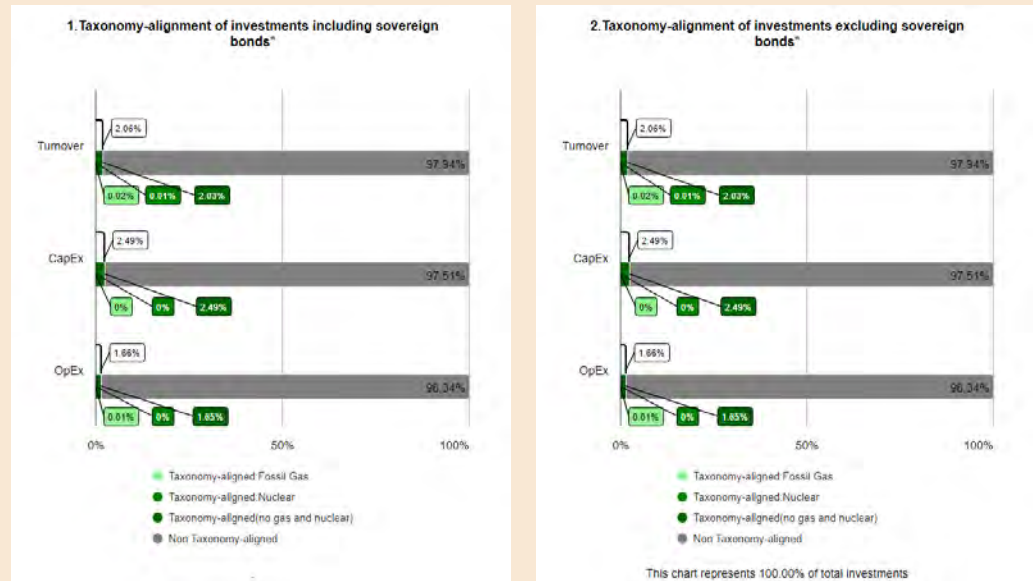 1.Taxonomy-alignment of investments including sovereign
bonds*
2.06%
Turnover
97.94%
0.02% 0.01% 2.03%
2.49%
CapEx
97.51%
0% 0% 2.49%
1.66%
OpEx
98.34%
0.01% 0% 1.65%
0% 50% 100%
Taxonomy-aligned:Fossil Gas
Taxonomy-aligned:Nuclear
Taxonomy-aligned(no gas and nuclear)
Non Taxonomy-aligned
2.Taxonomy-alignment of investments excluding sovereign
bonds*
2.06%
Turnover
97.94%
0.02% 0.01% 2.03%
2.49%
CapEx
97.51%
0% 0% 2.49%
1.66%
OpEx
98.34%
0.01% 0% 1.65%
0% 50% 100%
Taxonomy-aligned:Fossil Gas
Taxonomy-aligned:Nuclear
Taxonomy-aligned(no gas and nuclear)
Non Taxonomy-aligned
This chart represents 100.00% of total investments